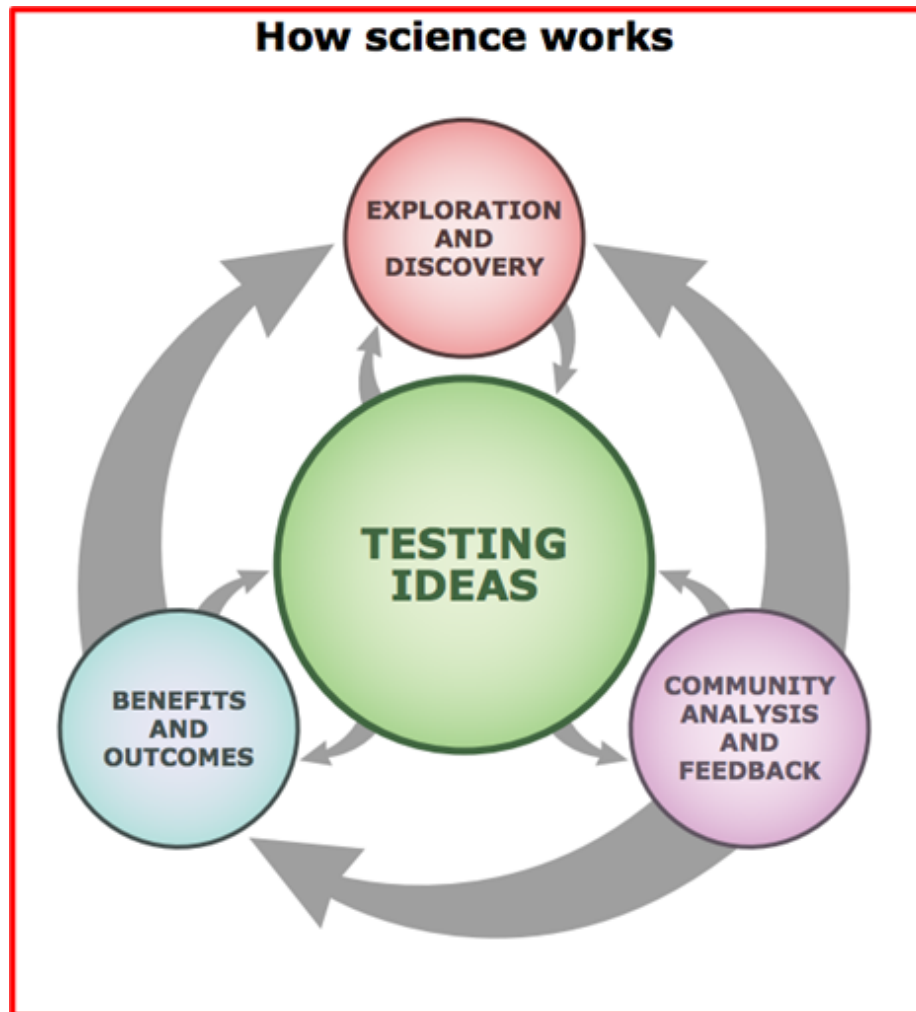 How science works
EXPLORATION
AND
DISCOVERY
TESTING
IDEAS
BENEFITS
AND
OUTCOMES
COMMUNITY
ANALYSIS
AND
FEEDBACK